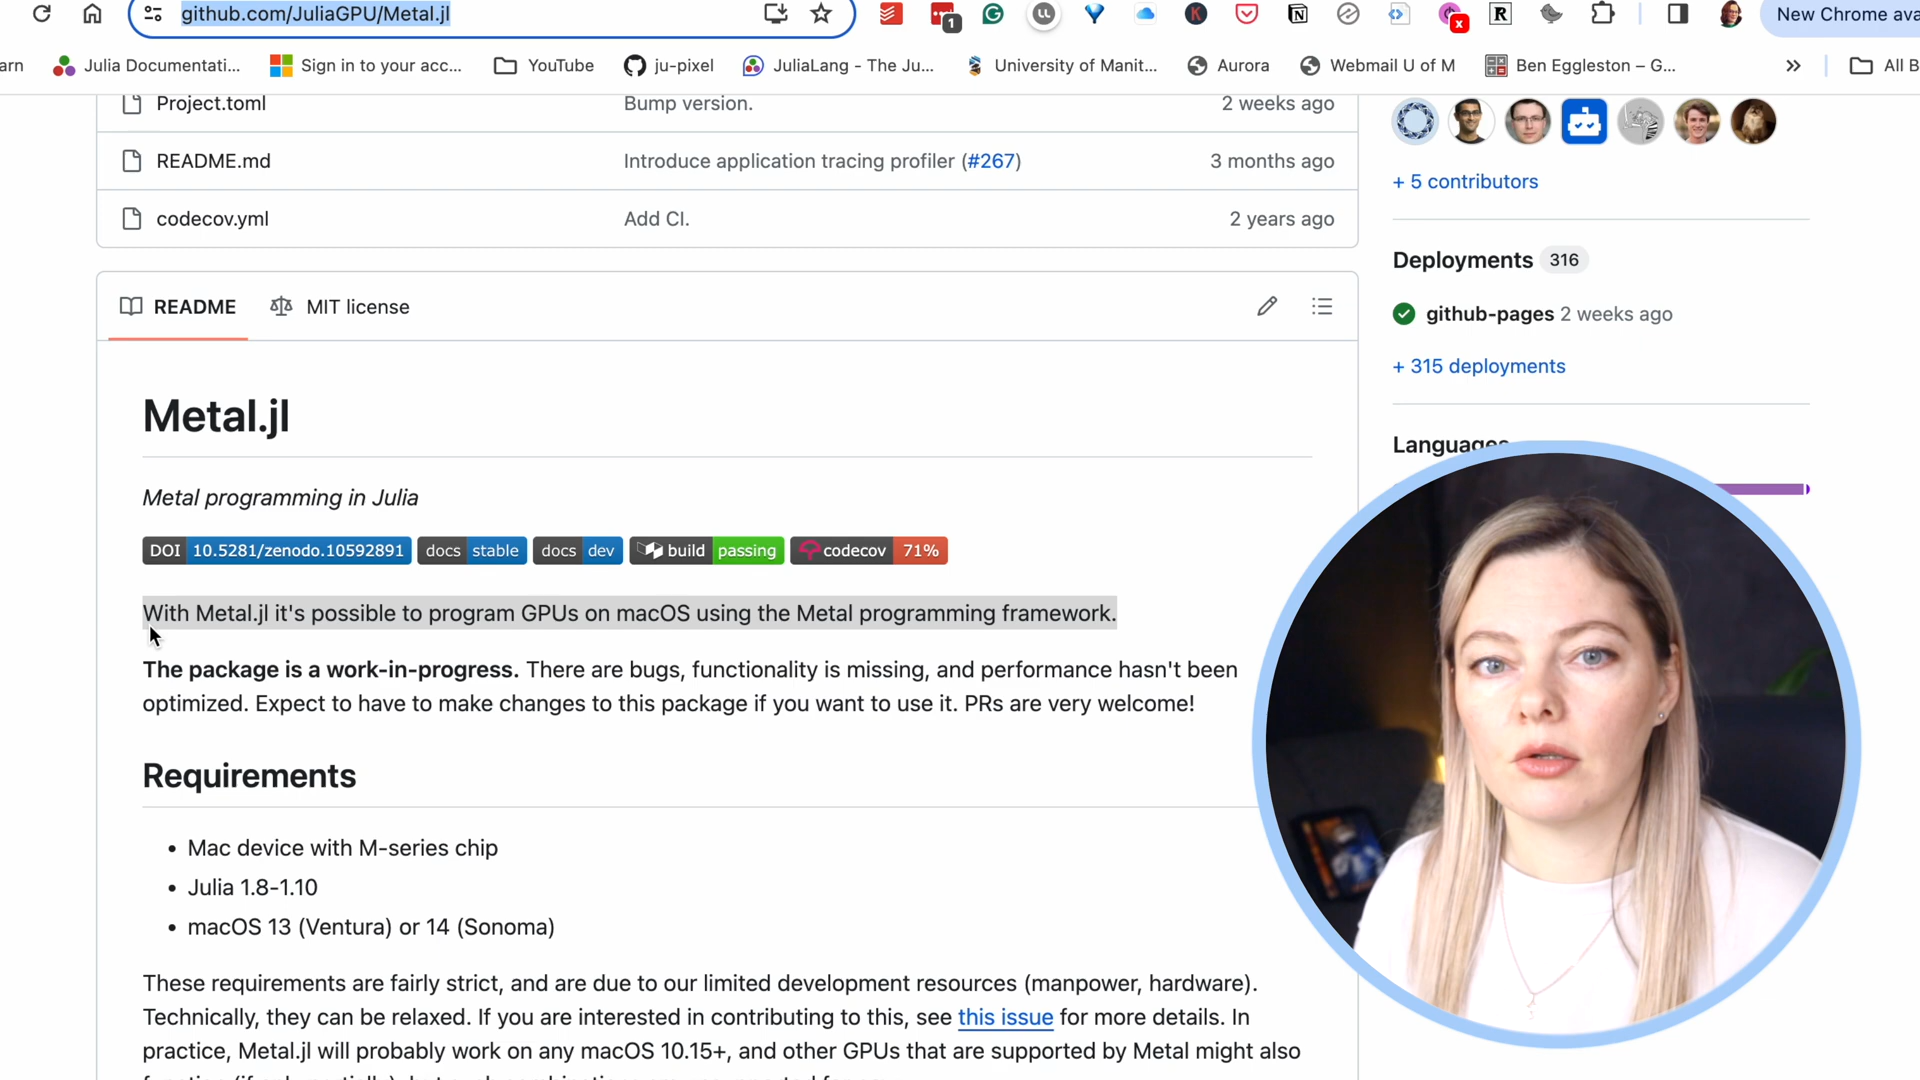 github.com/JuliaGPU/Metal.jl
1
K
R
x
New Chrome ava
arn
Julia Documentati...
Sign in to your acc...
YouTube
ju-pixel
JuliaLang - The Ju...
University of Manit...
Aurora
Webmail U of M
Ben Eggleston – G...
All B
Project.toml
Bump version.
2 weeks ago
README.md
Introduce application tracing profiler (#267)
3 months ago
codecov.yml
Add CI.
2 years ago
+ 5 contributors
Deployments 316
github-pages 2 weeks ago
+ 315 deployments
Languages
README
MIT license
Metal.jl
Metal programming in Julia
DOI 10.5281/zenodo.10592891 docs stable docs dev build passing codecov 71%
With Metal.jl it's possible to program GPUs on macOS using the Metal programming framework.
The package is a work-in-progress. There are bugs, functionality is missing, and performance hasn't been
optimized. Expect to have to make changes to this package if you want to use it. PRs are very welcome!
Requirements
• Mac device with M-series chip
• Julia 1.8-1.10
• macOS 13 (Ventura) or 14 (Sonoma)
These requirements are fairly strict, and are due to our limited development resources (manpower, hardware).
Technically, they can be relaxed. If you are interested in contributing to this, see this issue for more details. In
practice, Metal.jl will probably work on any macOS 10.15+, and other GPUs that are supported by Metal might also